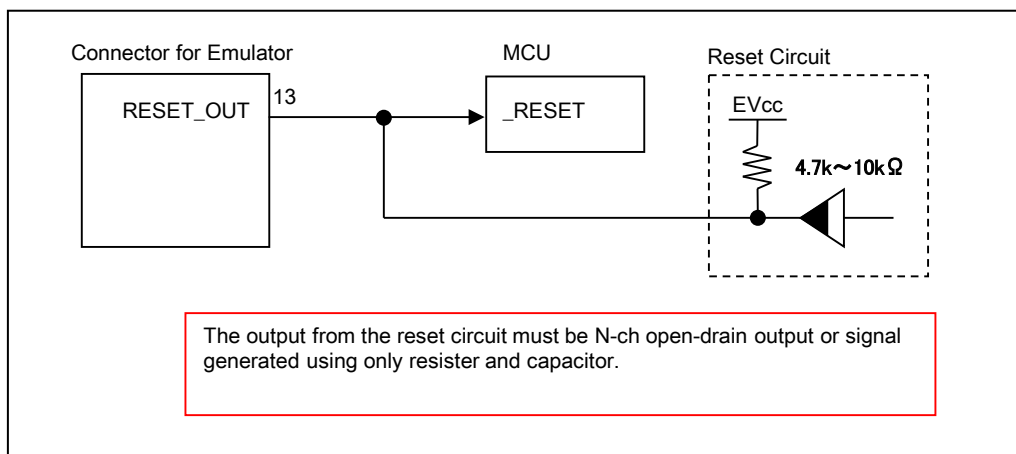 Connector for Emulator
MCU
Reset Circuit
RESET_OUT
13
_RESET
EVcc
4.7k～10kΩ
The output from the reset circuit must be N-ch open-drain output or signal
generated using only resister and capacitor.